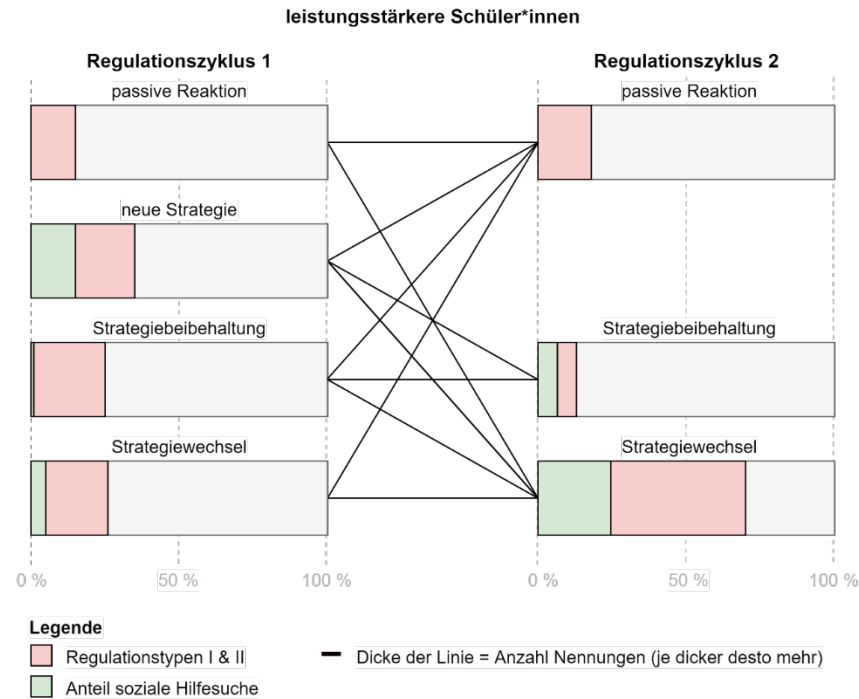 leistungsstärkere Schüler*innen
Regulationszyklus 1
Regulationszyklus 2
passive Reaktion
passive Reaktion
neue Strategie
Strategiebeibehaltung
Strategiebeibehaltung
Strategiewechsel
Strategiewechsel
0 % 50 % 100 %
0 % 50 % 100 %
Legende
Regulationstypen I & II
Dicke der Linie = Anzahl Nennungen (je dicker desto mehr)
Anteil soziale Hilfesuche